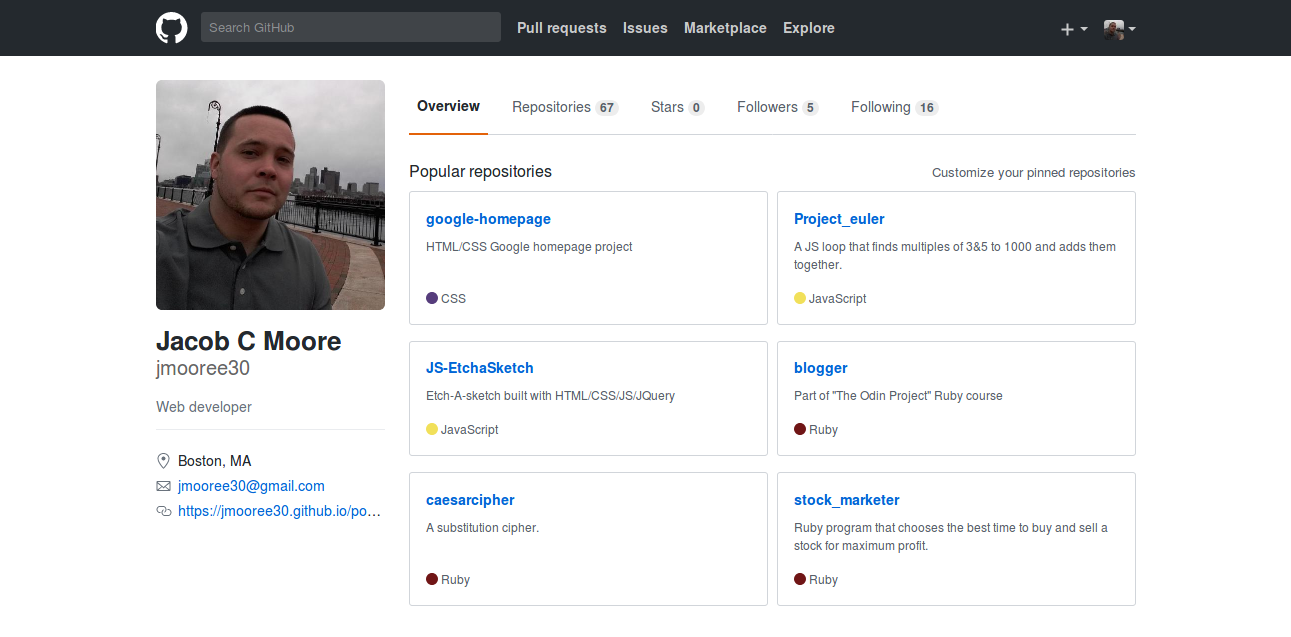 Search GitHub
Pull requests Issues Marketplace Explore
Overview Repositories 67 Stars 0 Followers 5 Following 16
Jacob C Moore
jmooree30
Web developer
Boston, MA
jmooree30@gmail.com
https://jmooree30.github.io/po…
Popular repositories
Customize your pinned repositories
google-homepage
HTML/CSS Google homepage project
CSS
Project_euler
A JS loop that finds multiples of 3&5 to 1000 and adds them
together.
JavaScript
JS-EtchaSketch
Etch-A-sketch built with HTML/CSS/JS/JQuery
JavaScript
blogger
Part of "The Odin Project" Ruby course
Ruby
caesarcipher
A substitution cipher.
Ruby
stock_marketer
Ruby program that chooses the best time to buy and sell a
stock for maximum profit.
Ruby